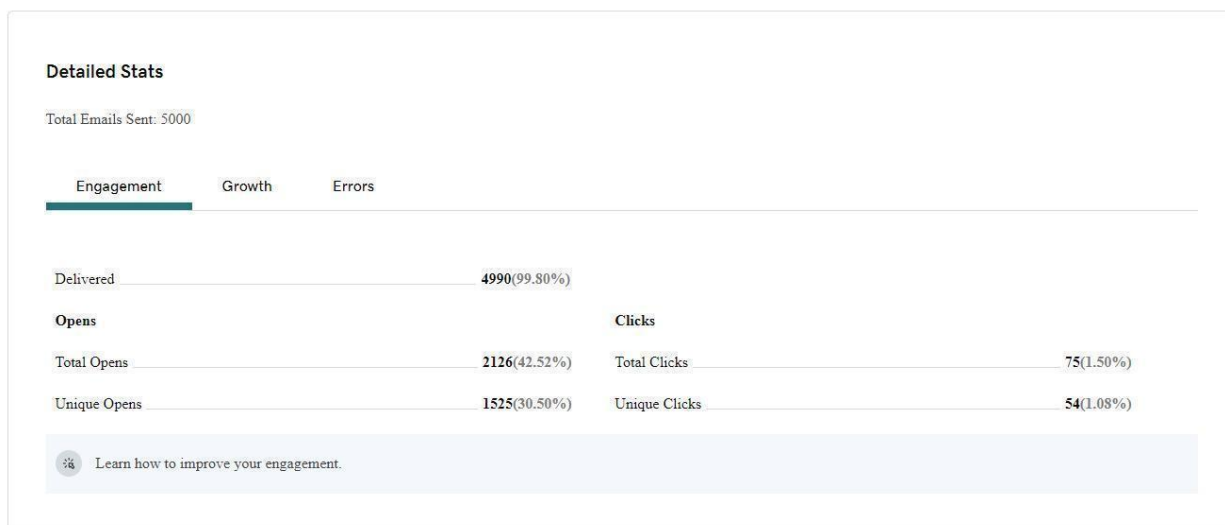 Detailed Stats
Total Emails Sent: 5000
Engagement Growth Errors
Delivered 4990(99.80%)
Opens Clicks
Total Opens 2126(42.52%) Total Clicks 75(1.50%)
Unique Opens 1525(30.50%) Unique Clicks 54(1.08%)
Learn how to improve your engagement.